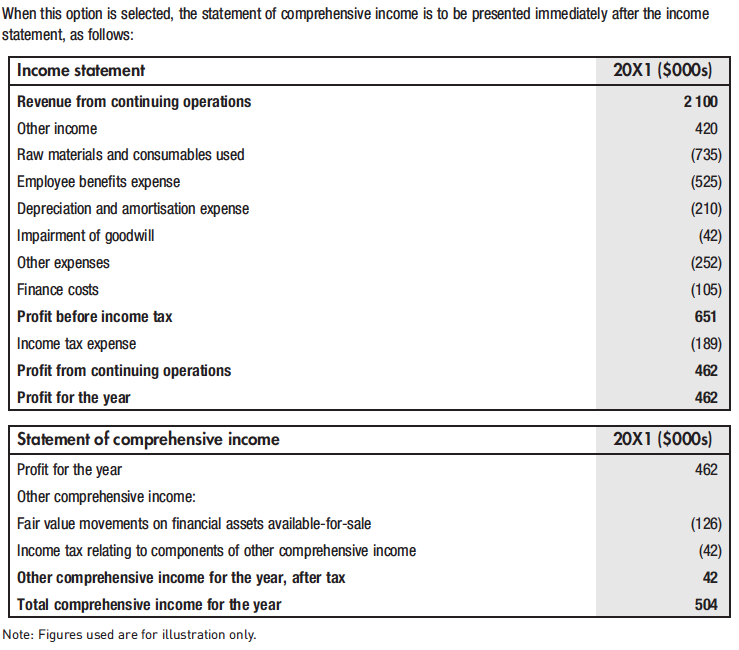 When this option is selected, the statement of comprehensive income is to be presented immediately after the income
statement, as follows:
Income statement 20X1 ($000s)
Revenue from continuing operations 2 100
Other income 420
Raw materials and consumables used (735)
Employee benefits expense (525)
Depreciation and amortisation expense (210)
Impairment of goodwill (42)
Other expenses (252)
Finance costs (105)
Profit before income tax 651
Income tax expense (189)
Profit from continuing operations 462
Profit for the year 462
Statement of comprehensive income 20X1 ($000s)
Profit for the year 462
Other comprehensive income:
Fair value movements on financial assets available-for-sale (126)
Income tax relating to components of other comprehensive income (42)
Other comprehensive income for the year, after tax 42
Total comprehensive income for the year 504
Note: Figures used are for illustration only.